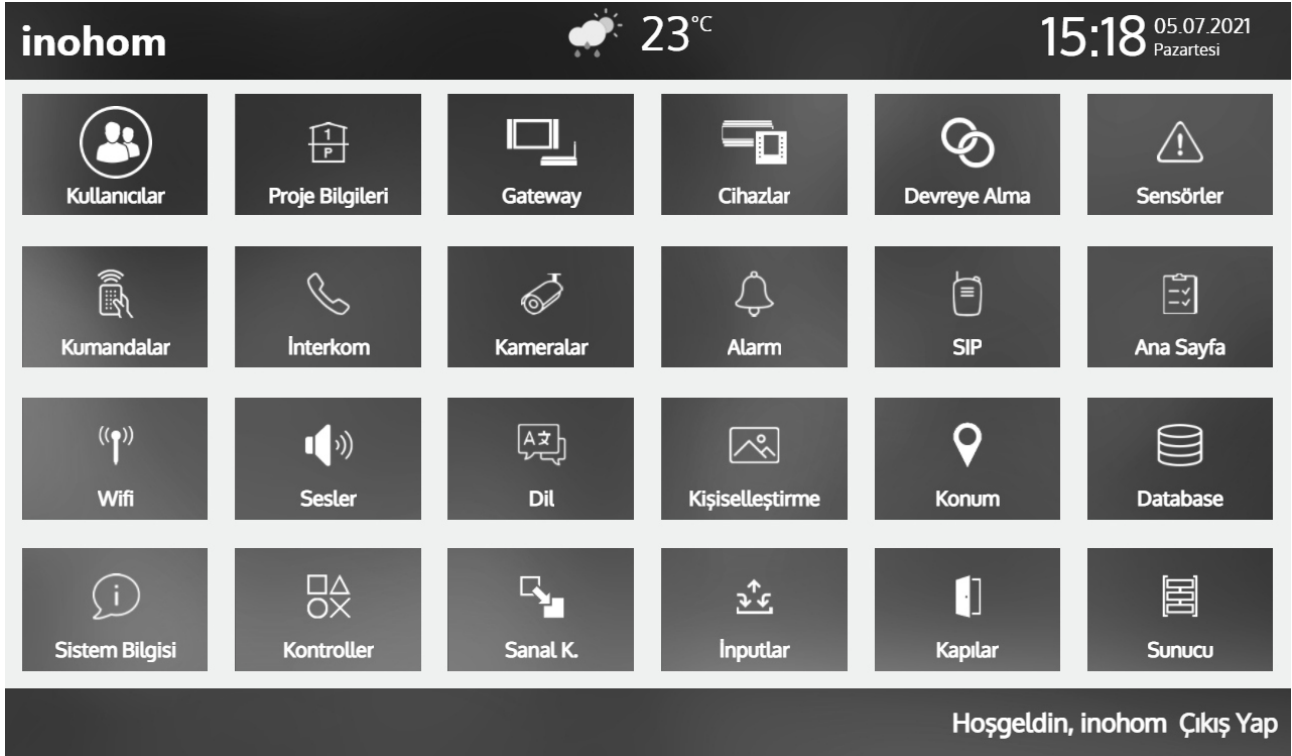 inohom
23°C
15:18 05.07.2021
Pazartesi
Kullanıcılar Proje Bilgileri Gateway Cihazlar Devreye Alma Sensörler
Kumandalar İnterkom Kameralar Alarm SIP Ana Sayfa
Wifi Sesler Dil Kişiselleştirme Konum Database
Sistem Bilgisi Kontroller Sanal K. İnputlar Kapılar Sunucu
Hoşgeldin, inohom Çıkış Yap